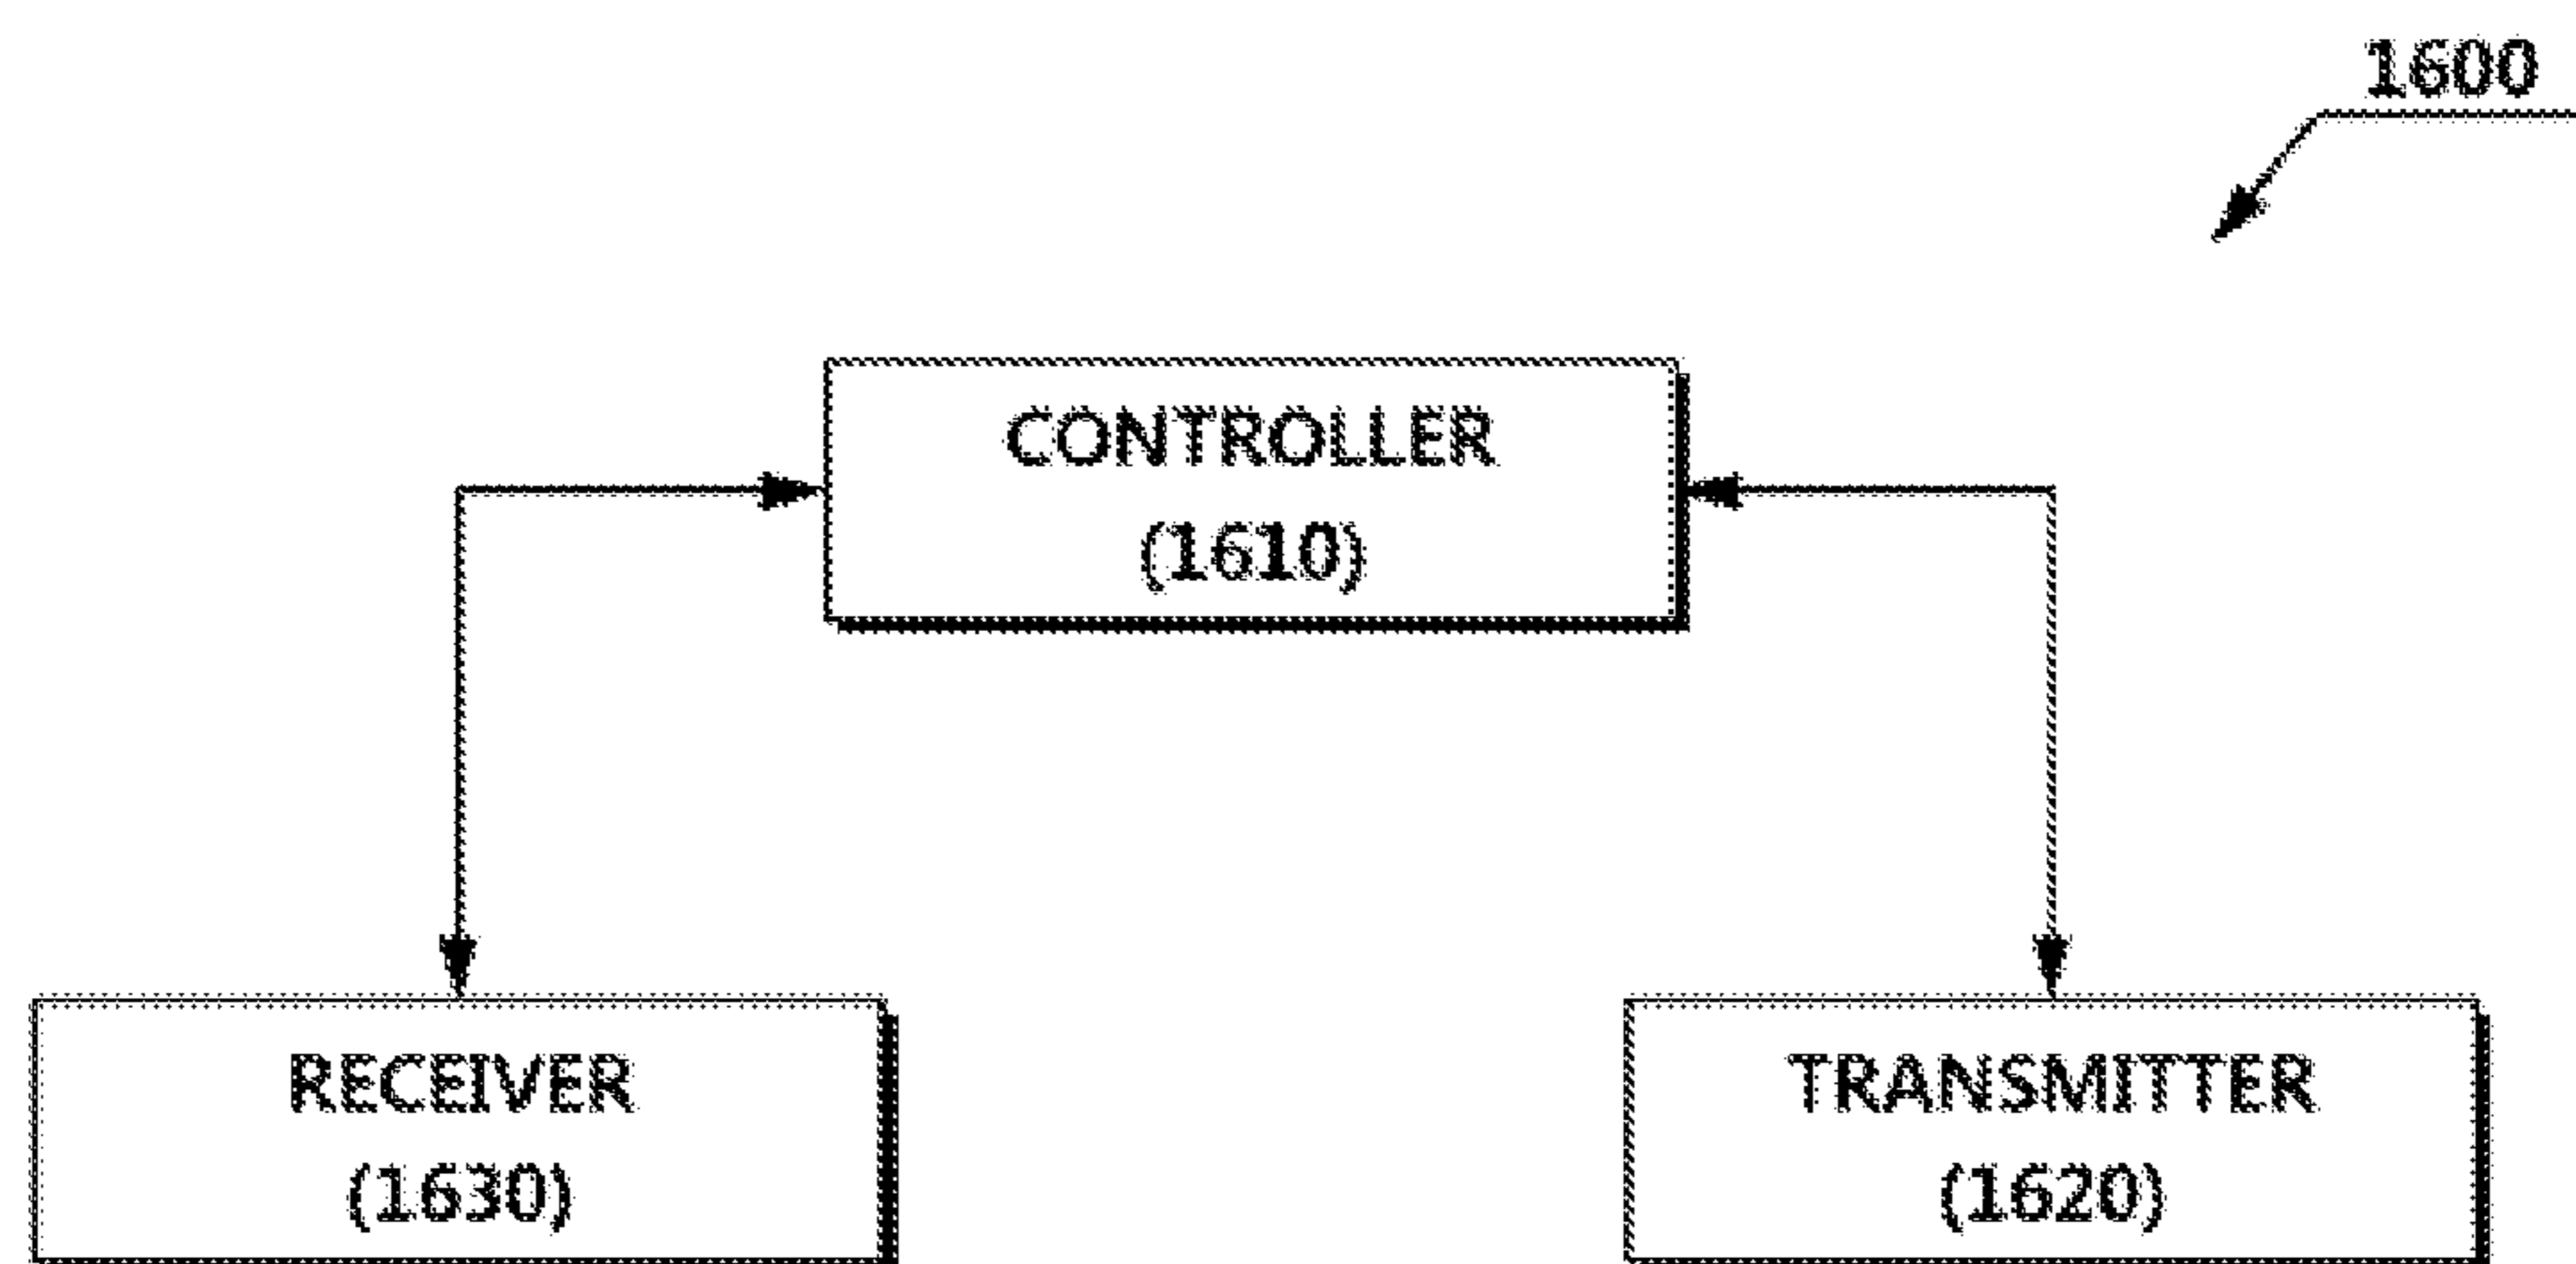 1600
CONTROLLER
(1610)
RECEIVER
(1630)
TRANSMITTER
(1620)